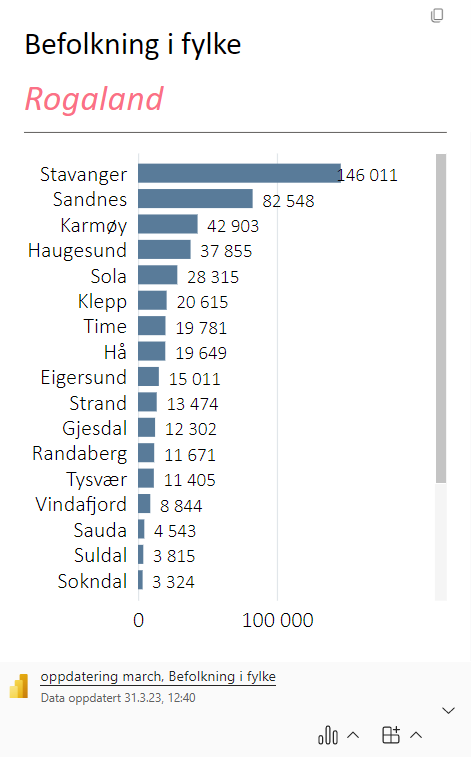 Befolkning i fylke
Rogaland
Stavanger 146 011
Sandnes 82 548
Karmøy 42 903
Haugesund 37 855
Sola 28 315
Klepp 20 615
Time 19 781
Hå 19 649
Eigersund 15 011
Strand 13 474
Gjesdal 12 302
Randaberg 11 671
Tysvær 11 405
Vindafjord 8 844
Sauda 4 543
Suldal 3 815
Sokndal 3 324
0 100 000
oppdatering march, Befolkning i fylke
Data oppdatert 31.3.23, 12:40